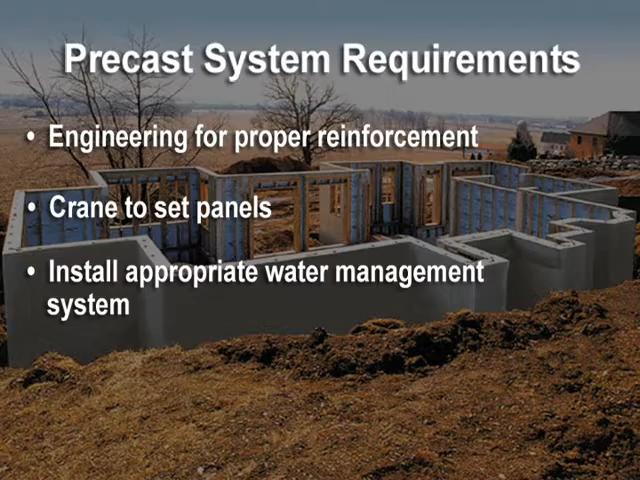 Precast System Requirements
• Engineering for proper reinforcement
• Crane to set panels
• Install appropriate water management
system